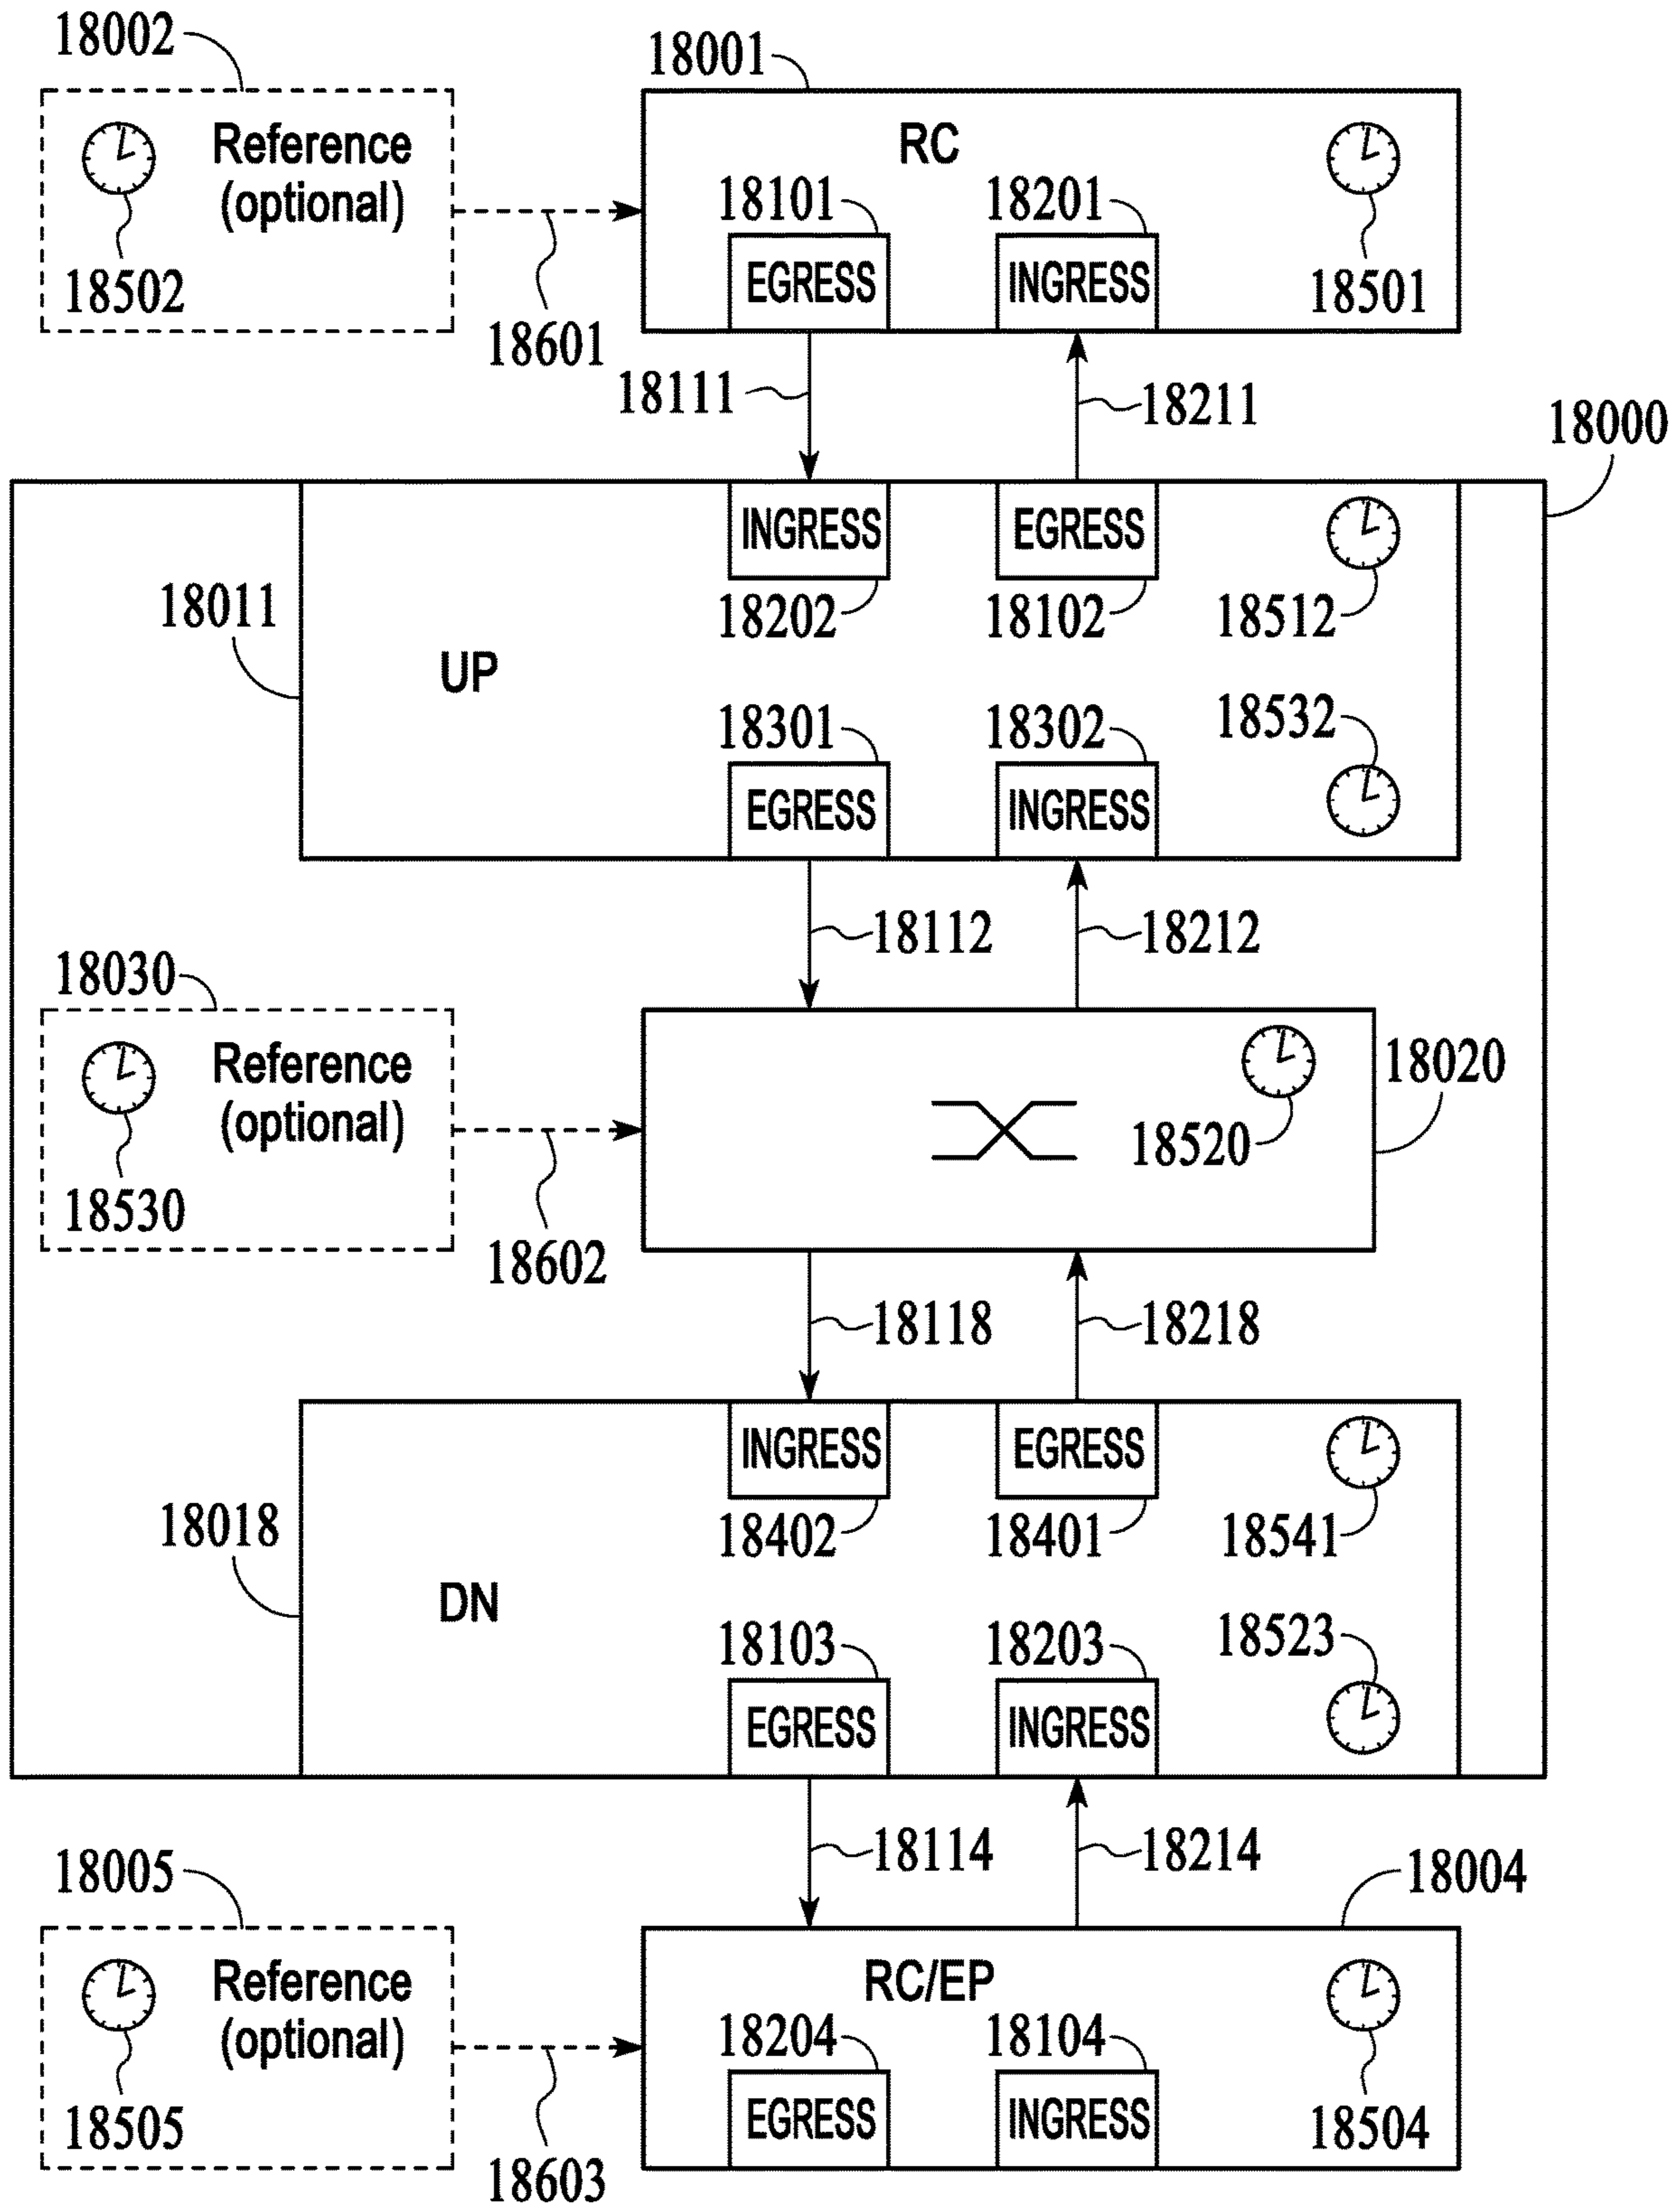 18002
18001
Reference
(optional)
RC
18101
18201
18502
EGRESS
INGRESS
18501
18601
18111
18211
18000
INGRESS
EGRESS
18011
18202
18102
18512
UP
18301
18302
18532
EGRESS
INGRESS
18112
18212
18030
Reference
(optional)
18020
18520
18530
18602
18118
18218
INGRESS
EGRESS
18018
18402
18401
18541
DN
18103
18203
18523
EGRESS
INGRESS
18114
18214
18005
18004
Reference
(optional)
RC/EP
18204
18104
18505
EGRESS
INGRESS
18504
18603